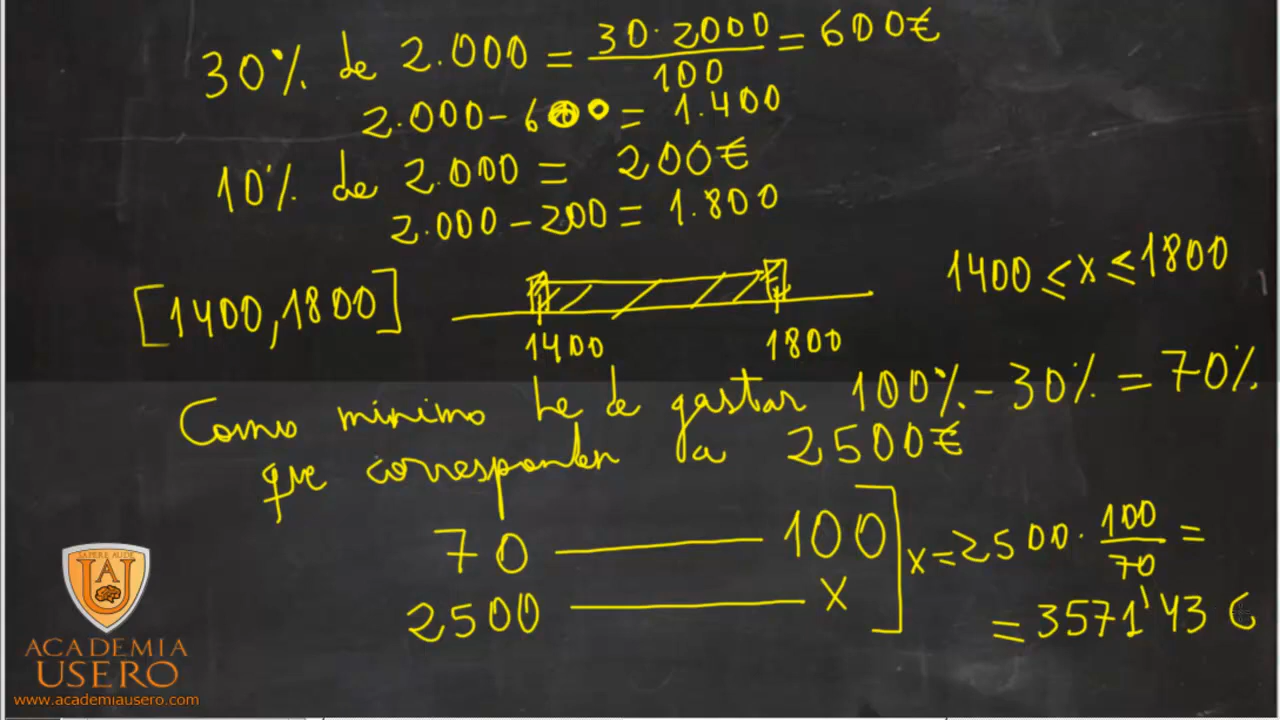 30% de 2.000 = 30·2000/100 = 600€
2.000 - 600 = 1.400
10% de 2.000 = 200€
2.000 - 200 = 1.800
[1400, 1800]
1400 1800
1400 ≤ x ≤ 1800
Como mínimo he de gastar 100% - 30% = 70%
que corresponden a 2500€
70 — 100
2500 — x
x = 2500 · 100/70 =
= 3571'43 €
SAPERE AUDE
UA
ACADEMIA
USERO
www.academiausero.com